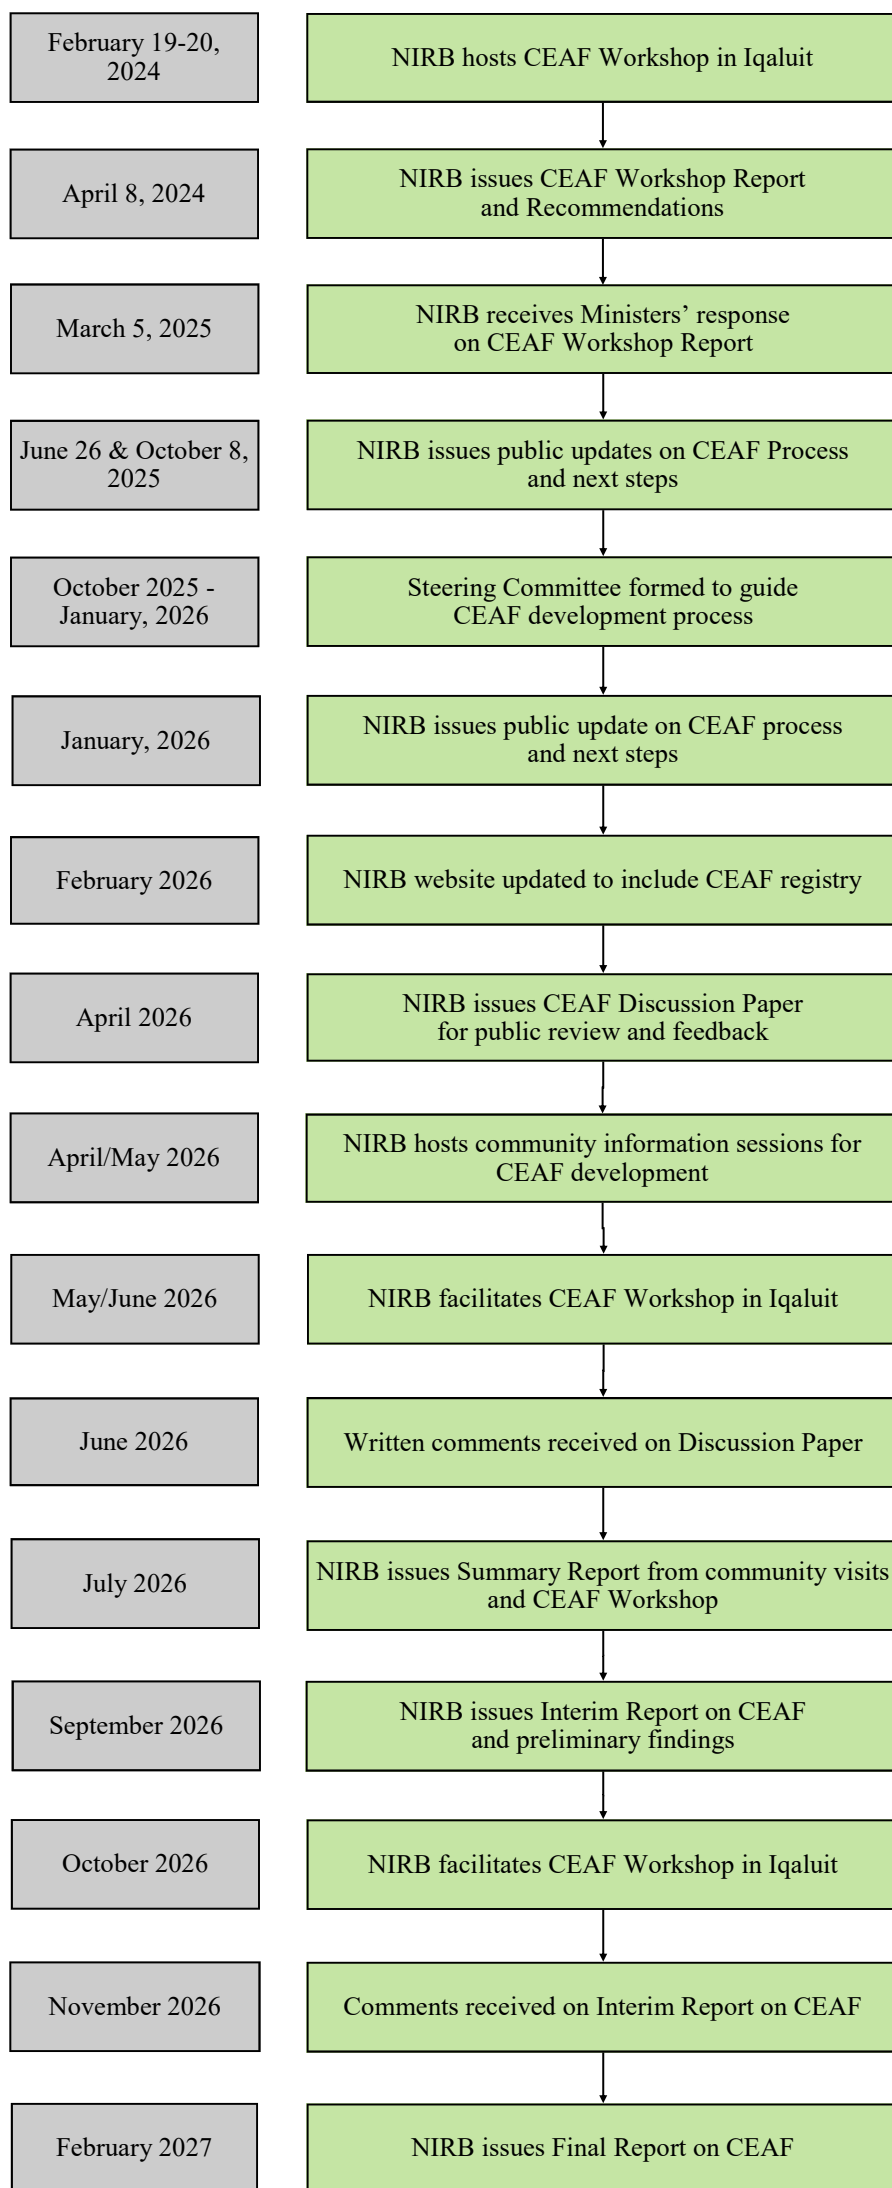 February 19-20,
2024
NIRB hosts CEAF Workshop in Iqaluit
April 8, 2024
NIRB issues CEAF Workshop Report
and Recommendations
March 5, 2025
NIRB receives Ministers’ response
on CEAF Workshop Report
June 26 & October 8,
2025
NIRB issues public updates on CEAF Process
and next steps
October 2025 -
January, 2026
Steering Committee formed to guide
CEAF development process
January, 2026
NIRB issues public update on CEAF process
and next steps
February 2026
NIRB website updated to include CEAF registry
April 2026
NIRB issues CEAF Discussion Paper
for public review and feedback
April/May 2026
NIRB hosts community information sessions for
CEAF development
May/June 2026
NIRB facilitates CEAF Workshop in Iqaluit
June 2026
Written comments received on Discussion Paper
July 2026
NIRB issues Summary Report from community visits
and CEAF Workshop
September 2026
NIRB issues Interim Report on CEAF
and preliminary findings
October 2026
NIRB facilitates CEAF Workshop in Iqaluit
November 2026
Comments received on Interim Report on CEAF
February 2027
NIRB issues Final Report on CEAF